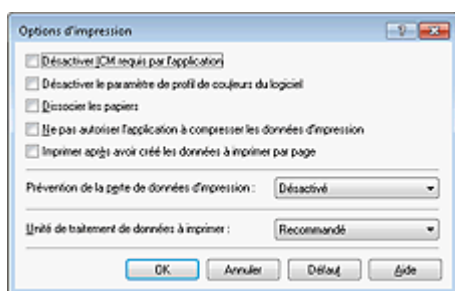 Options d'impression
Désactiver ICM requis par l'application
Désactiver le paramètre de profil de couleurs du logiciel
Dissocier les papiers
Ne pas autoriser l'application à compresser les données d'impression
Imprimer après avoir créé les données à imprimer par page
Prévention de la perte de données d'impression :
Désactivé
Unité de traitement de données à imprimer :
Recommandé
OK
Annuler
Défaut
Aide